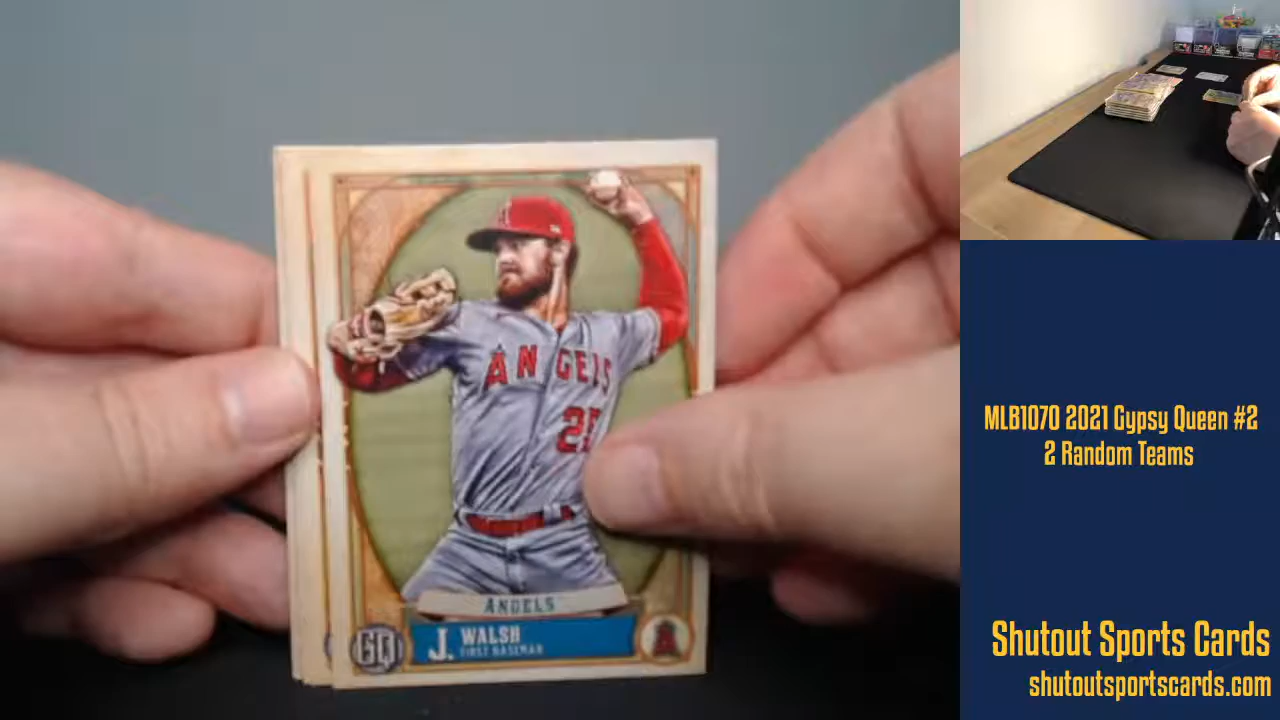 ANGELS
ANGELS
J. WALSH
FIRST BASEMAN
GQ
A
MLB1070 2021 Gypsy Queen #2
2 Random Teams
Shutout Sports Cards
shutoutsportscards.com